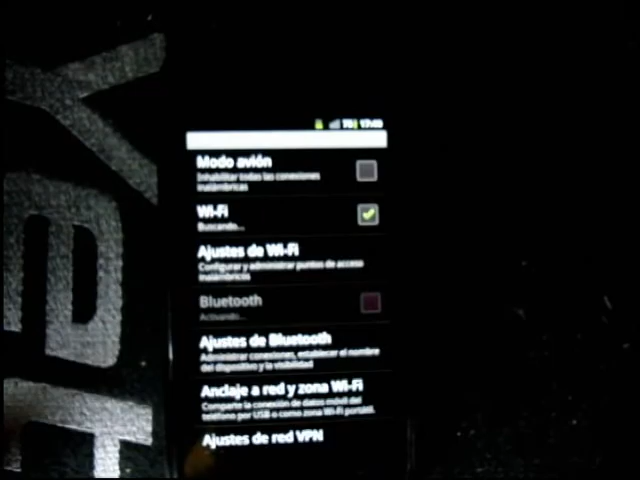 Modo avión
Inhabilitar todas las conexiones
inalámbricas
Wi-Fi
Buscando...
Ajustes de Wi-Fi
Configurar y administrar puntos de acceso
inalámbricos
Bluetooth
Activando...
Ajustes de Bluetooth
Administrar conexiones, establecer el nombre
del dispositivo y la visibilidad
Anclaje a red y zona Wi-Fi
Comparte la conexión de datos móvil del
teléfono por USB o como zona Wi-Fi portátil.
Ajustes de red VPN